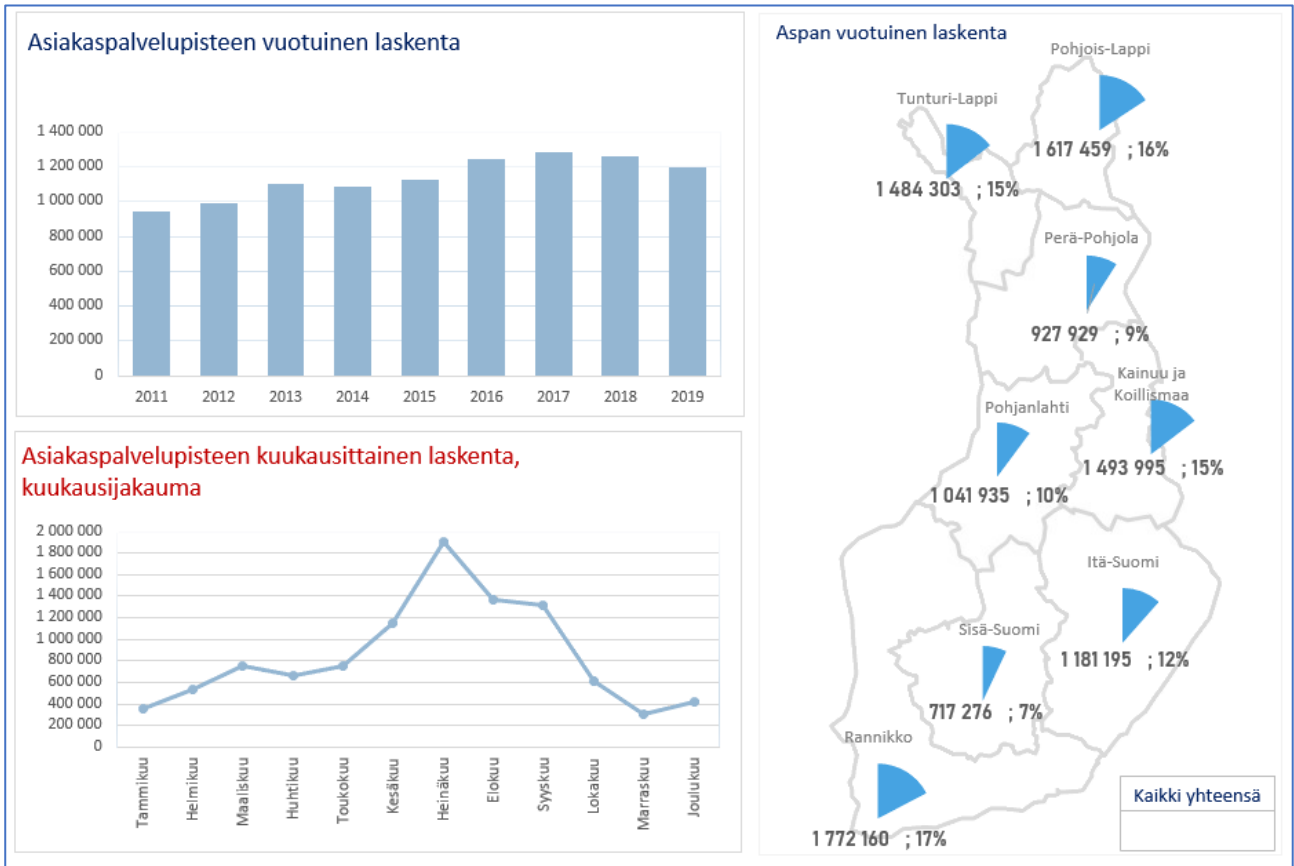 Asiakaspalvelupisteen vuotuinen laskenta
1 400 000
1 200 000
1 000 000
800 000
600 000
400 000
200 000
0
2011 2012 2013 2014 2015 2016 2017 2018 2019
Asiakaspalvelupisteen kuukausittainen laskenta,
kuukausijakauma
2 000 000
1 800 000
1 600 000
1 400 000
1 200 000
1 000 000
800 000
600 000
400 000
200 000
0
Tammikuu
Helmikuu
Maaliskuu
Huhtikuu
Toukokuu
Kesäkuu
Heinäkuu
Elokuu
Syyskuu
Lokakuu
Marraskuu
Joulukuu
Aspan vuotuinen laskenta
Pohjois-Lappi
1 617 459 ; 16%
Tunturi-Lappi
1 484 303 ; 15%
Perä-Pohjola
927 929 ; 9%
Kainuu ja
Koillismaa
1 493 995 ; 15%
Pohjanlahti
1 041 935 ; 10%
Itä-Suomi
1 181 195 ; 12%
Sisä-Suomi
717 276 ; 7%
Rannikko
1 772 160 ; 17%
Kaikki yhteensä